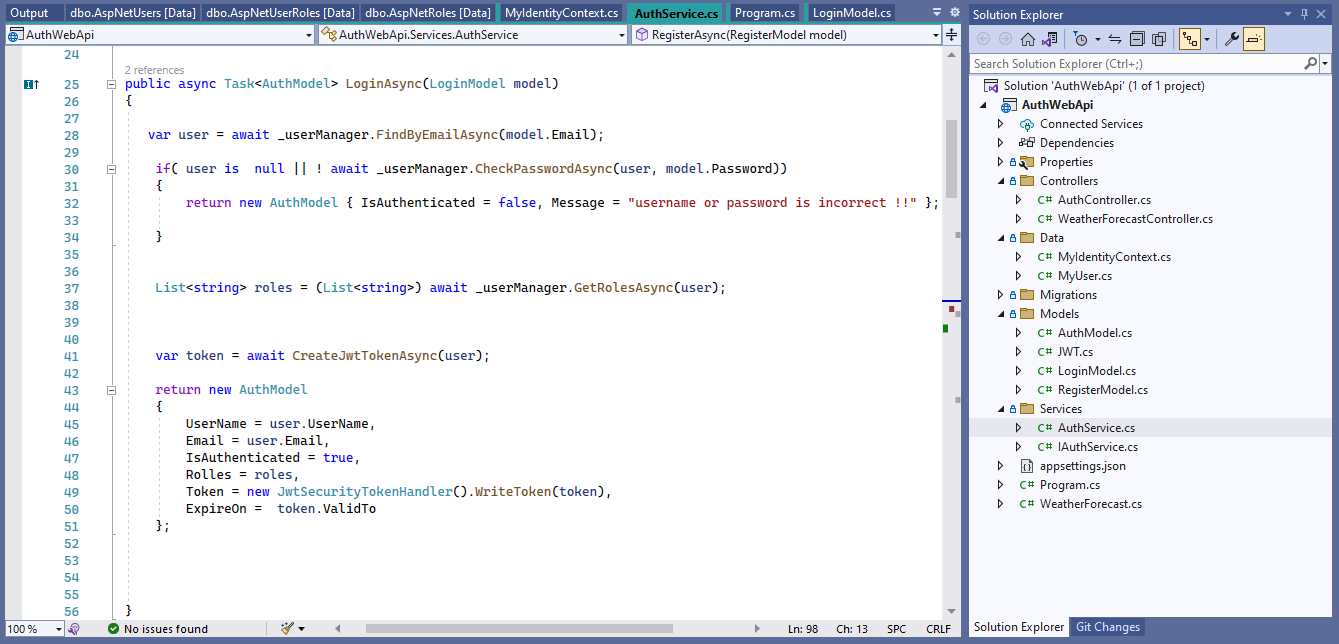 Output dbo.AspNetUsers [Data] dbo.AspNetUserRoles [Data] dbo.AspNetRoles [Data] MyIdentityContext.cs AuthService.cs Program.cs LoginModel.cs
AuthWebApi AuthWebApi.Services.AuthService RegisterAsync(RegisterModel model)
24
2 references
25 public async Task<AuthModel> LoginAsync(LoginModel model)
26 {
27
28 var user = await _userManager.FindByEmailAsync(model.Email);
29
30 if( user is  null || ! await _userManager.CheckPasswordAsync(user, model.Password))
31 {
32 return new AuthModel { IsAuthenticated = false, Message = "username or password is incorrect !!" };
33
34 }
35
36
37 List<string> roles = (List<string>) await _userManager.GetRolesAsync(user);
38
39
40
41 var token = await CreateJwtTokenAsync(user);
42
43 return new AuthModel
44 {
45 UserName = user.UserName,
46 Email = user.Email,
47 IsAuthenticated = true,
48 Rolles = roles,
49 Token = new JwtSecurityTokenHandler().WriteToken(token),
50 ExpireOn =  token.ValidTo
51 };
52
53
54
55
56 }
100 % No issues found Ln: 98 Ch: 13 SPC CRLF
Solution Explorer
Search Solution Explorer (Ctrl+;)
Solution 'AuthWebApi' (1 of 1 project)
AuthWebApi
Connected Services
Dependencies
Properties
Controllers
C# AuthController.cs
C# WeatherForecastController.cs
Data
C# MyIdentityContext.cs
C# MyUser.cs
Migrations
Models
C# AuthModel.cs
C# JWT.cs
C# LoginModel.cs
C# RegisterModel.cs
Services
C# AuthService.cs
C# IAuthService.cs
appsettings.json
C# Program.cs
C# WeatherForecast.cs
Solution Explorer Git Changes